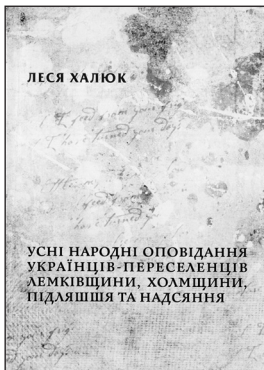 ЛЕСЯ ХАЛЮК
УСНІ НАРОДНІ ОПОВІДАННЯ
УКРАЇНЦІВ-ПЕРЕСЕЛЕНЦІВ
ЛЕМКІВЩИНИ, ХОЛМЩИНИ,
ПІДЛЯШШЯ ТА НАДСЯННЯ